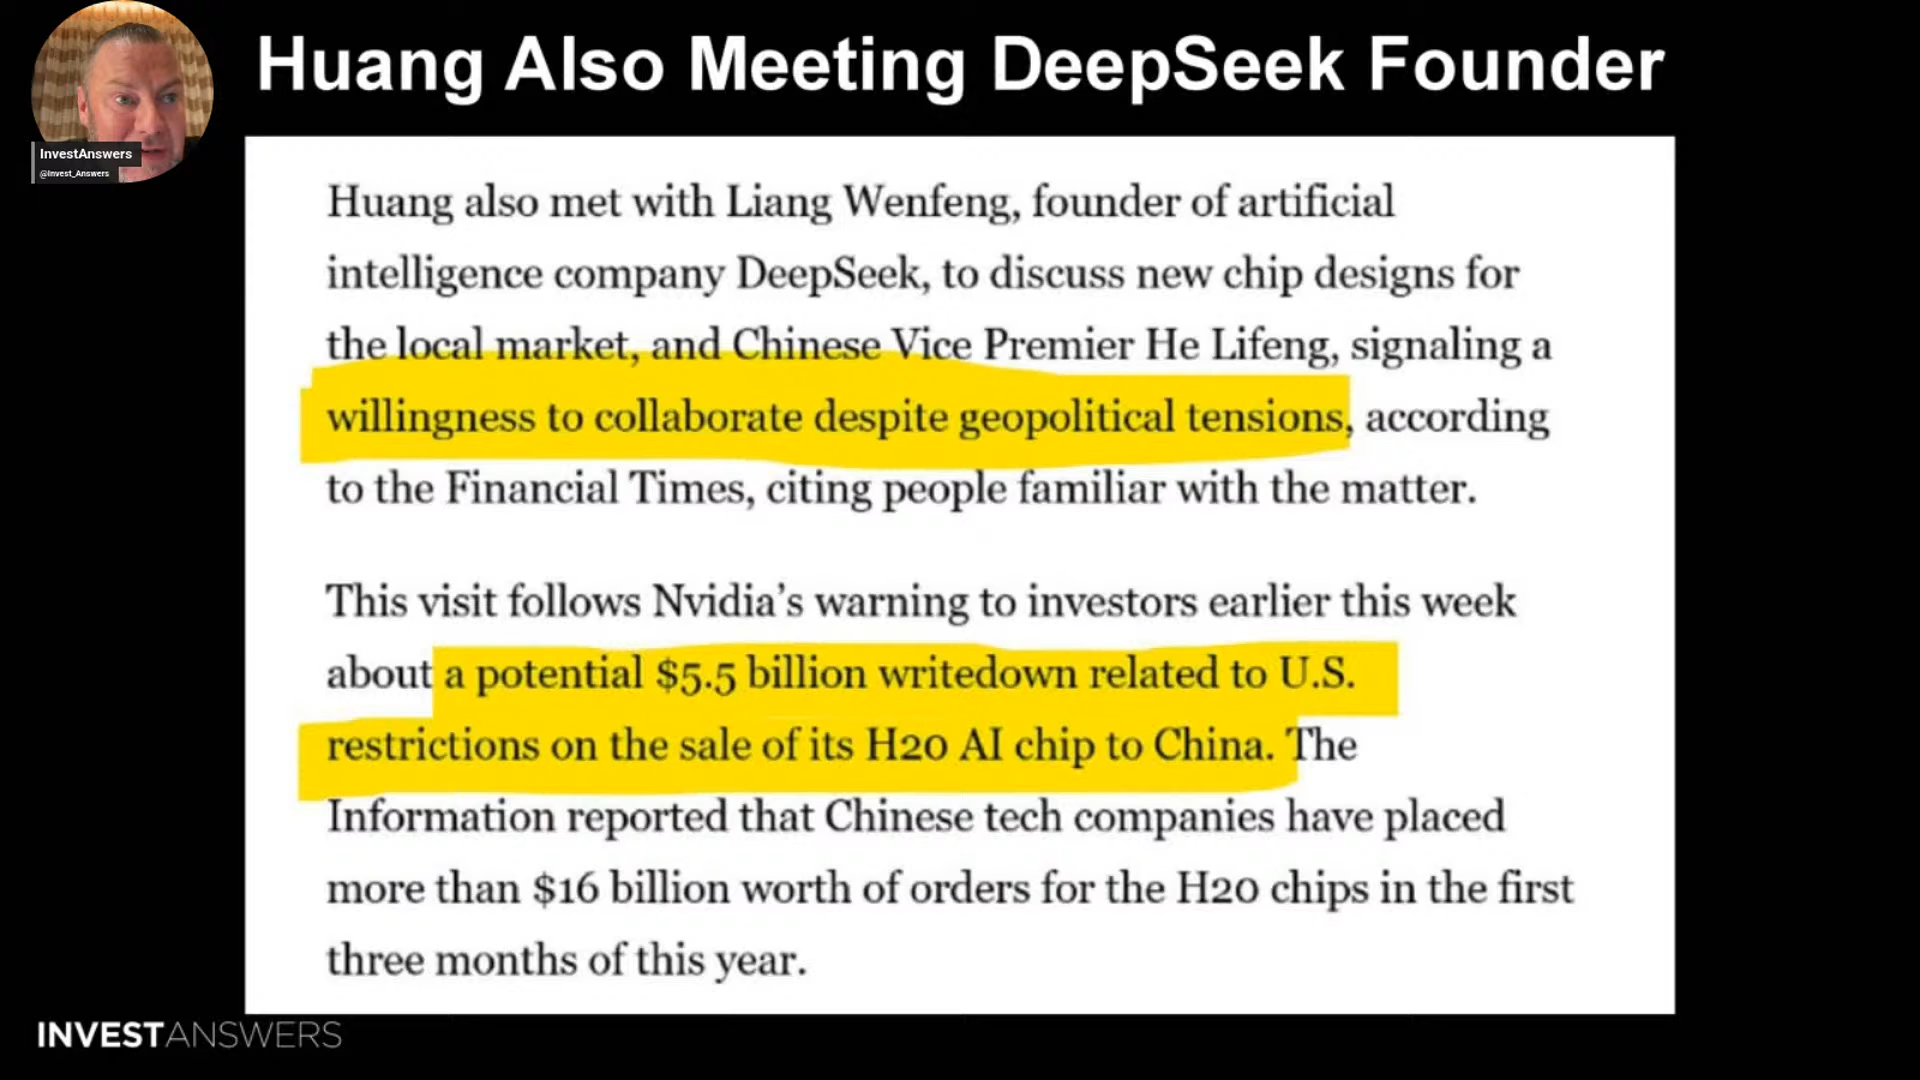 Huang Also Meeting DeepSeek Founder
InvestAnswers
@Invest_Answers
Huang also met with Liang Wenfeng, founder of artificial
intelligence company DeepSeek, to discuss new chip designs for
the local market, and Chinese Vice Premier He Lifeng, signaling a
willingness to collaborate despite geopolitical tensions, according
to the Financial Times, citing people familiar with the matter.
This visit follows Nvidia’s warning to investors earlier this week
about a potential $5.5 billion writedown related to U.S.
restrictions on the sale of its H20 AI chip to China. The
Information reported that Chinese tech companies have placed
more than $16 billion worth of orders for the H20 chips in the first
three months of this year.
INVESTANSWERS